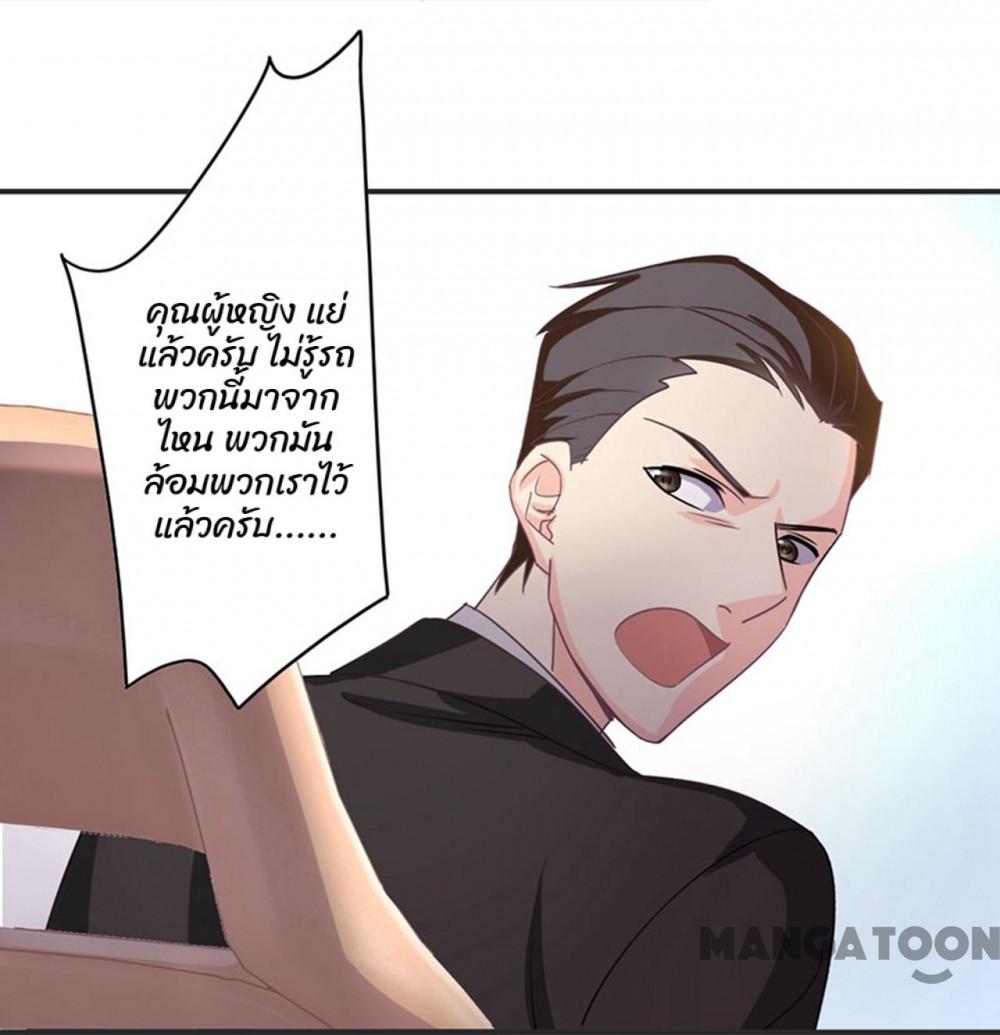 คุณผู้หญิง แย่
แล้วครับ ไม่รู้รถ
พวกนี้มาจาก
ไหน พวกมัน
ล้อมพวกเราไว้
แล้วครับ......
MANGATOON